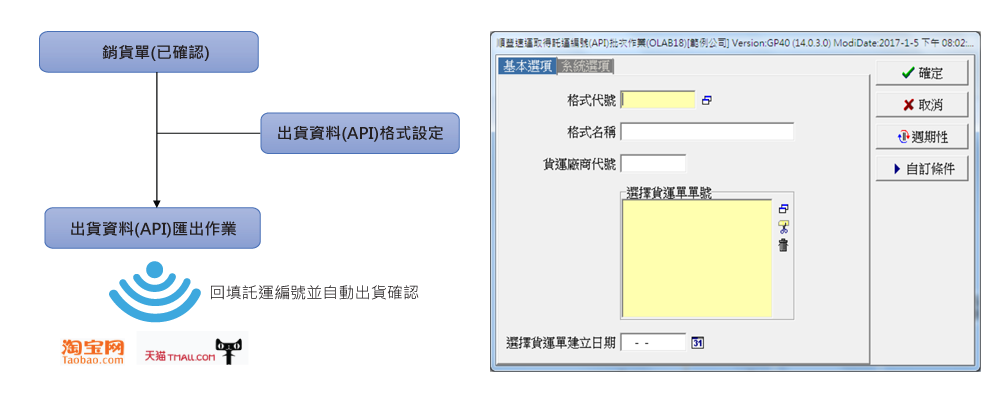 銷貨單(已確認)
出貨資料(API)格式設定
出貨資料(API)匯出作業
回填託運編號並自動出貨確認
淘宝网
Taobao.com
天猫 TMALL.COM
順豐速運取得託運編號(API)批次作業(OLAB18)[範例公司] Version:GP40 (14.0.3.0) ModiDate:2017-1-5 下午 08:02:...
基本選項 系統選項
格式代號
格式名稱
貨運廠商代號
選擇貨運單單號
選擇貨運單建立日期 - - 31
確定
取消
週期性
自訂條件